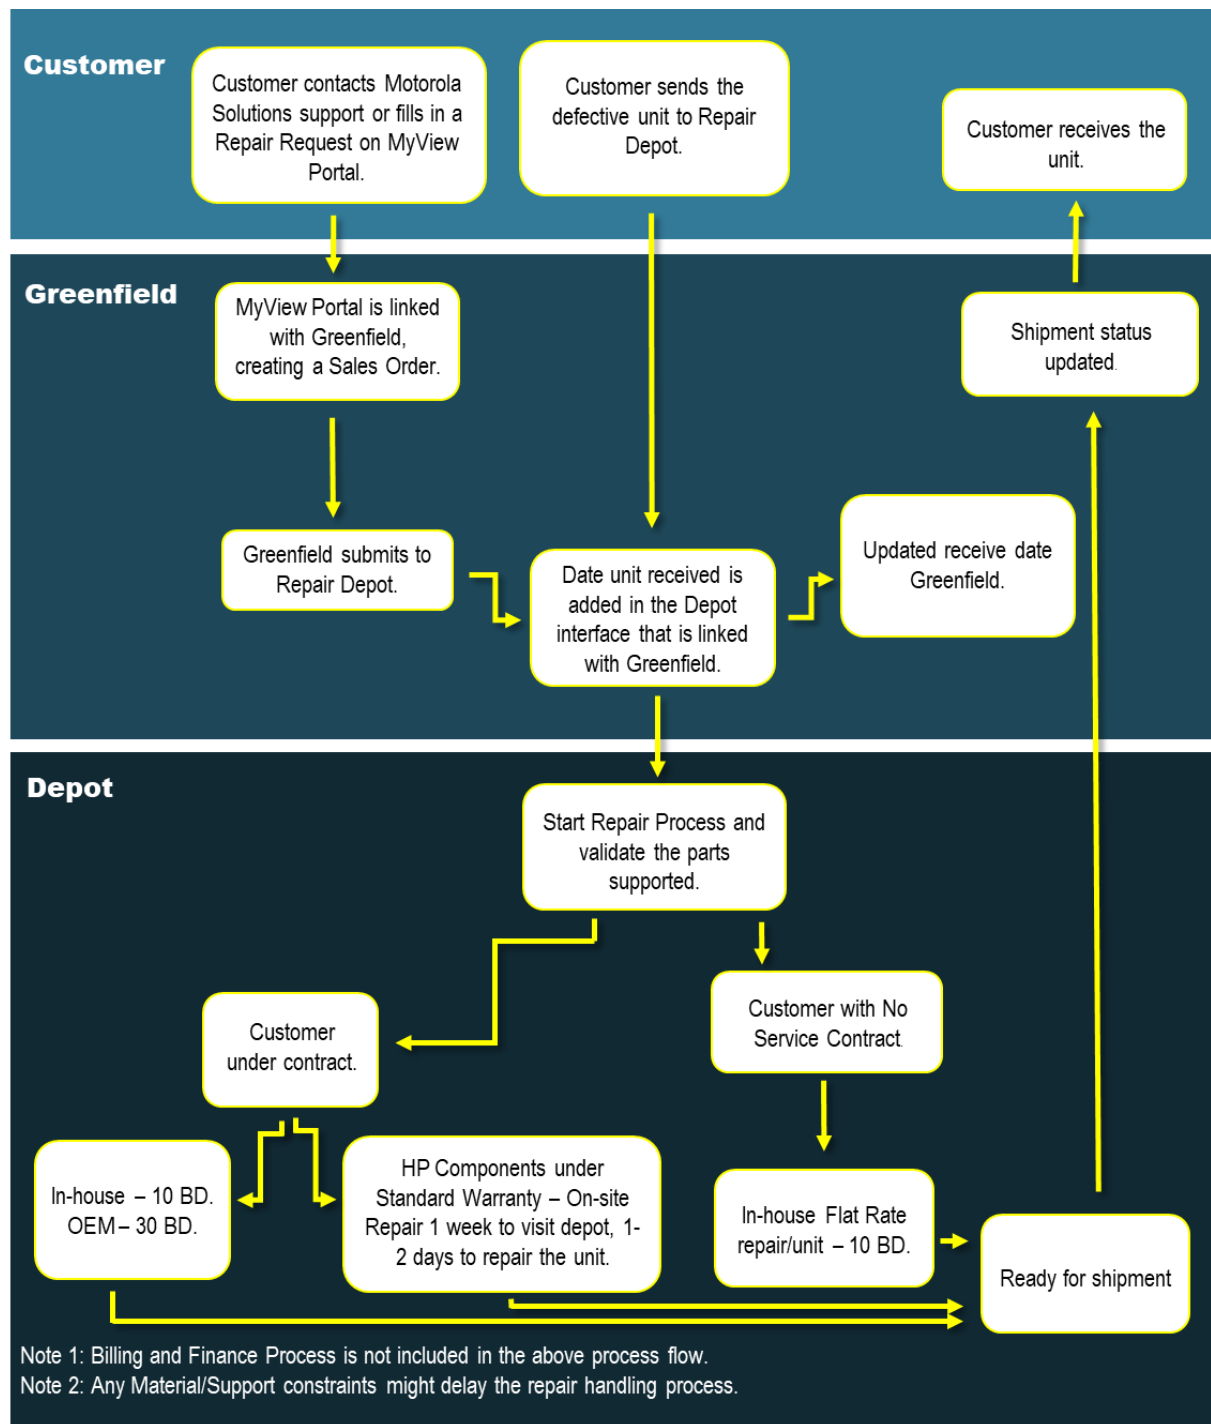 Customer
Customer contacts Motorola
Solutions support or fills in a
Repair Request on MyView
Portal.
Customer sends the
defective unit to Repair
Depot.
Customer receives the
unit.
Greenfield
MyView Portal is linked
with Greenfield,
creating a Sales Order.
Shipment status
updated.
Greenfield submits to
Repair Depot.
Date unit received is
added in the Depot
interface that is linked
with Greenfield.
Updated receive date
Greenfield.
Depot
Start Repair Process and
validate the parts
supported.
Customer
under contract.
Customer with No
Service Contract.
In-house – 10 BD.
OEM – 30 BD.
HP Components under
Standard Warranty – On-site
Repair 1 week to visit depot, 1-
2 days to repair the unit.
In-house Flat Rate
repair/unit – 10 BD.
Ready for shipment
Note 1: Billing and Finance Process is not included in the above process flow.
Note 2: Any Material/Support constraints might delay the repair handling process.